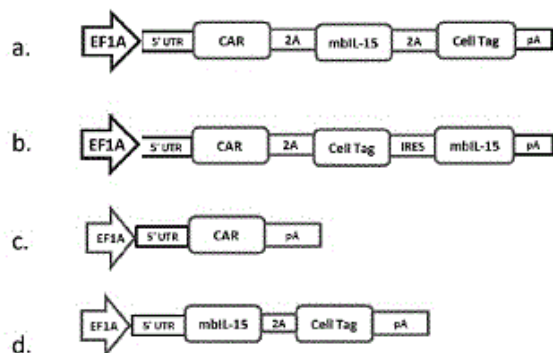 a. EF1A 5' UTR CAR 2A mbIL-15 2A Cell Tag pA
b. EF1A 5' UTR CAR 2A Cell Tag IRES mbIL-15 pA
c. EF1A 5' UTR CAR pA
d. EF1A 5' UTR mbIL-15 2A Cell Tag pA